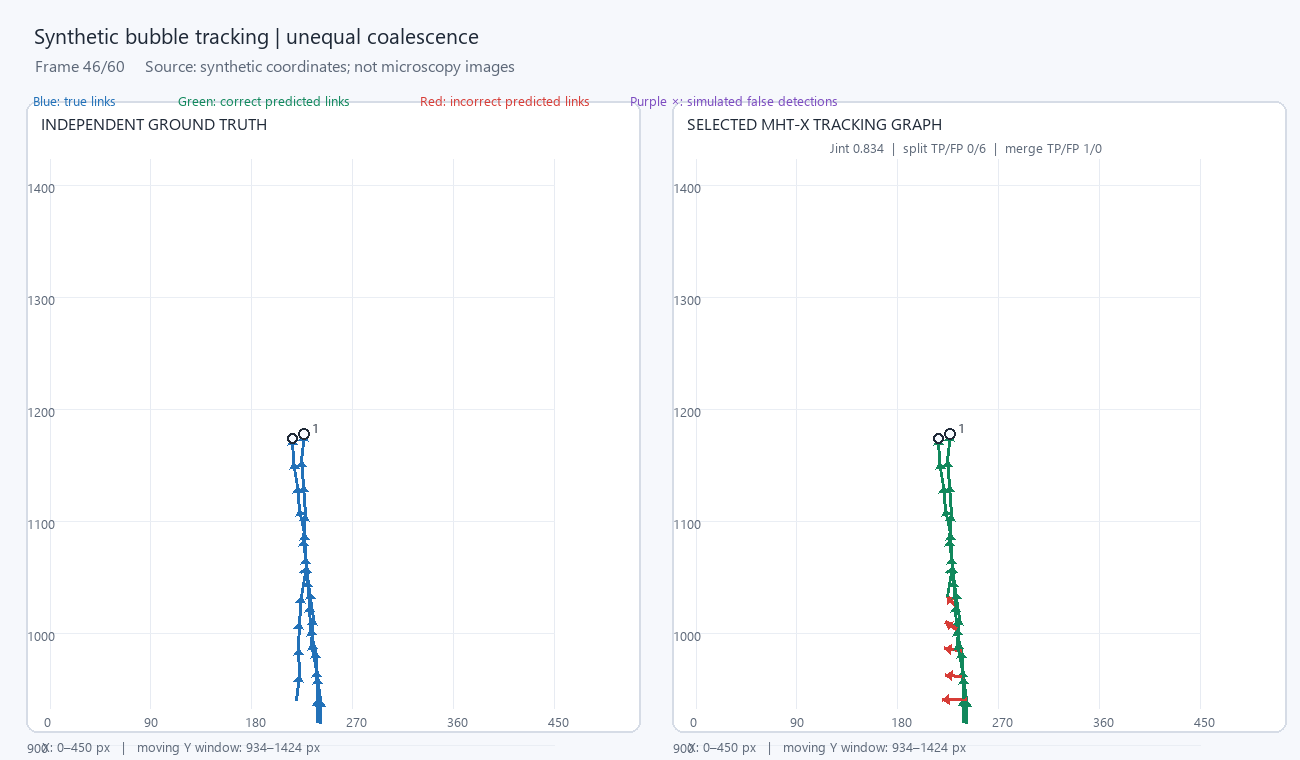 Synthetic bubble tracking | unequal coalescence
Frame 46/60 Source: synthetic coordinates; not microscopy images
Blue: true links Green: correct predicted links Red: incorrect predicted links Purple ×: simulated false detections
INDEPENDENT GROUND TRUTH
1400
1300
1200
1100
1000
1
0 90 180 270 360 450
900
X: 0–450 px | moving Y window: 934–1424 px
SELECTED MHT-X TRACKING GRAPH
Jint 0.834 | split TP/FP 0/6 | merge TP/FP 1/0
1400
1300
1200
1100
1000
1
0 90 180 270 360 450
900
X: 0–450 px | moving Y window: 934–1424 px